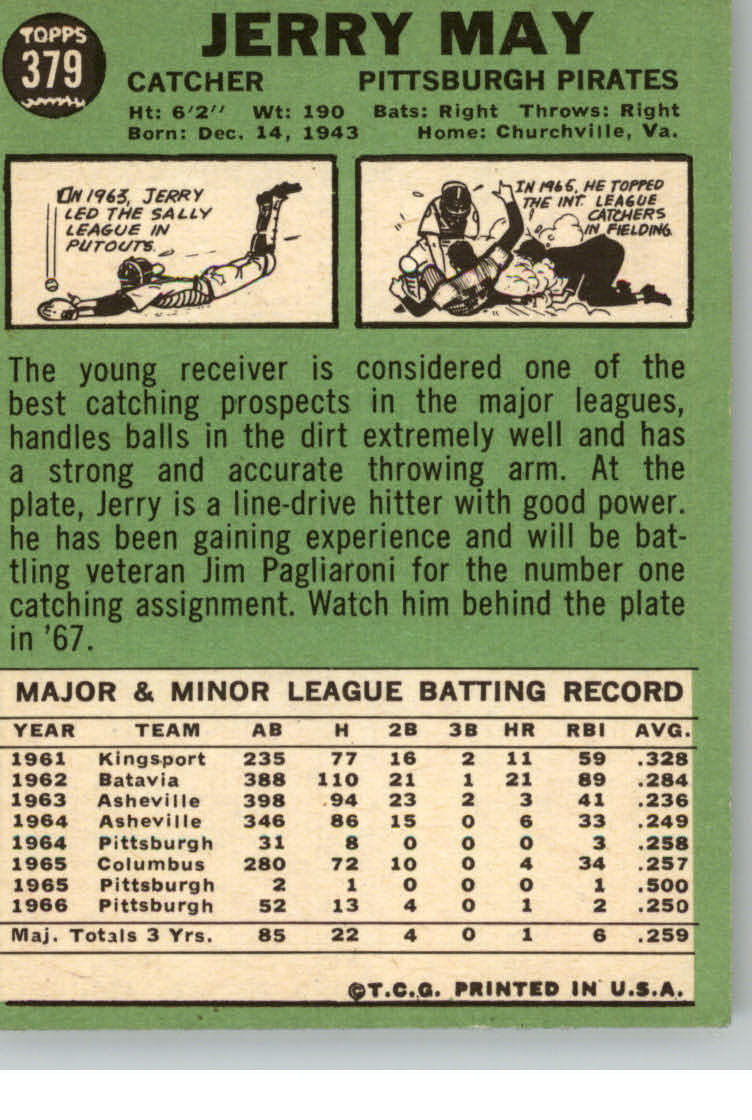 TOPPS
379
JERRY MAY
CATCHER PITTSBURGH PIRATES
Ht: 6'2'' Wt: 190 Bats: Right Throws: Right
Born: Dec. 14, 1943 Home: Churchville, Va.
ON 1963, JERRY
LED THE SALLY
LEAGUE IN
PUTOUTS.
IN 1965, HE TOPPED
THE INT. LEAGUE
CATCHERS
IN FIELDING.
The young receiver is considered one of the
best catching prospects in the major leagues,
handles balls in the dirt extremely well and has
a strong and accurate throwing arm. At the
plate, Jerry is a line-drive hitter with good power.
he has been gaining experience and will be bat-
tling veteran Jim Pagliaroni for the number one
catching assignment. Watch him behind the plate
in '67.
MAJOR & MINOR LEAGUE BATTING RECORD
YEAR TEAM AB H 2B 3B HR RBI AVG.
1961 Kingsport 235 77 16 2 11 59 .328
1962 Batavia 388 110 21 1 21 89 .284
1963 Asheville 398 94 23 2 3 41 .236
1964 Asheville 346 86 15 0 6 33 .249
1964 Pittsburgh 31 8 0 0 0 3 .258
1965 Columbus 280 72 10 0 4 34 .257
1965 Pittsburgh 2 1 0 0 0 1 .500
1966 Pittsburgh 52 13 4 0 1 2 .250
Maj. Totals 3 Yrs. 85 22 4 0 1 6 .259
©T.C.G. PRINTED IN U.S.A.